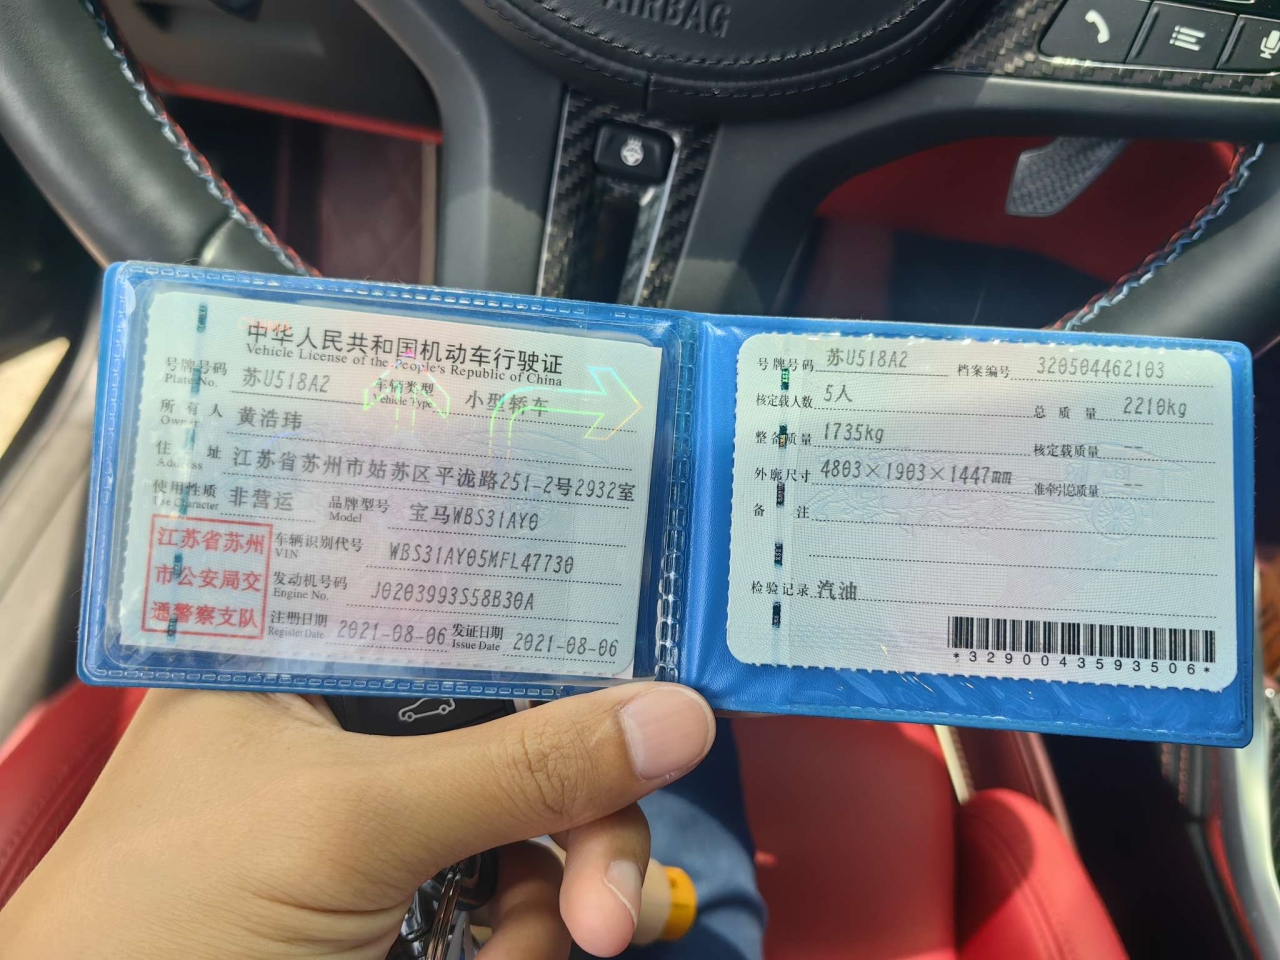 AIRBAG
中华人民共和国机动车行驶证
Vehicle License of the People's Republic of China
号牌号码 苏U518A2 车辆类型 小型轿车
Plate No. Vehicle Type
所有人 黄浩玮
Owner
住址 江苏省苏州市姑苏区平泷路251-2号2932室
Address
使用性质 非营运 品牌型号 宝马WBS31AY0
Use Character Model
江苏省苏州
市公安局交
通警察支队
车辆识别代号 WBS31AY05MFL47730
VIN
发动机号码 J0203993S58B30A
Engine No.
注册日期 2021-08-06 发证日期 2021-08-06
Register Date Issue Date
号牌号码 苏U518A2 档案编号 320504462103
核定载人数 5人 总质量 2210kg
整备质量 1735kg 核定载质量 --
外廓尺寸 4803×1903×1447mm 准牵引总质量 --
备注
检验记录 汽油
*3290043593506*